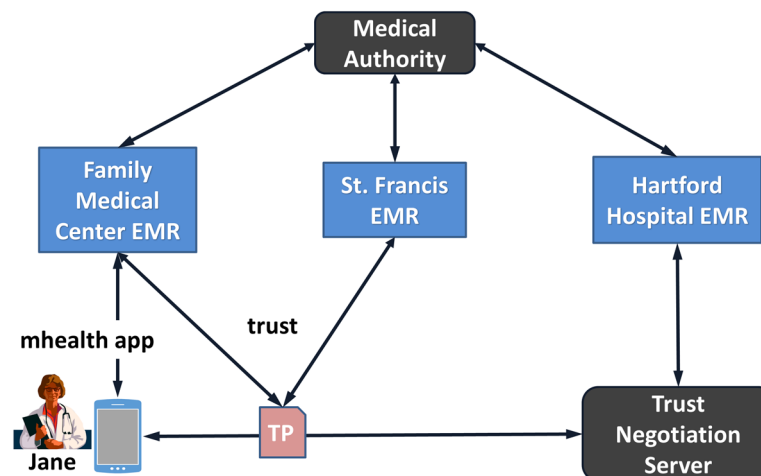 Medical
Authority
Family
Medical
Center EMR
St. Francis
EMR
Hartford
Hospital EMR
trust
mhealth app
TP
Jane
Trust
Negotiation
Server